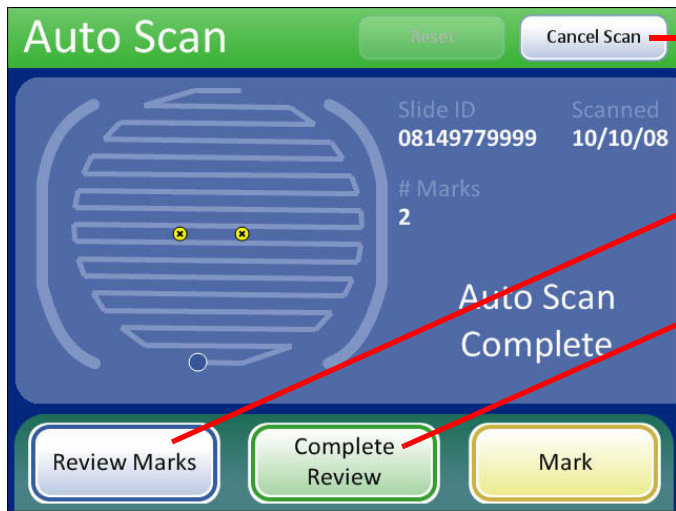 Auto Scan
Reset
Cancel Scan
Slide ID
Scanned
08149779999
10/10/08
# Marks
2
Auto Scan
Complete
Review Marks
Complete
Review
Mark